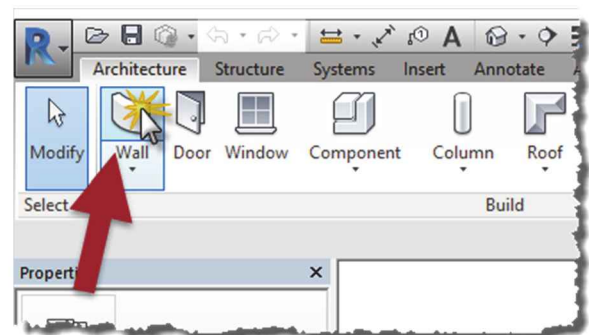 R A
Architecture Structure Systems Insert Annotate
Modify Wall Door Window Component Column Roof
Select Build
Properti